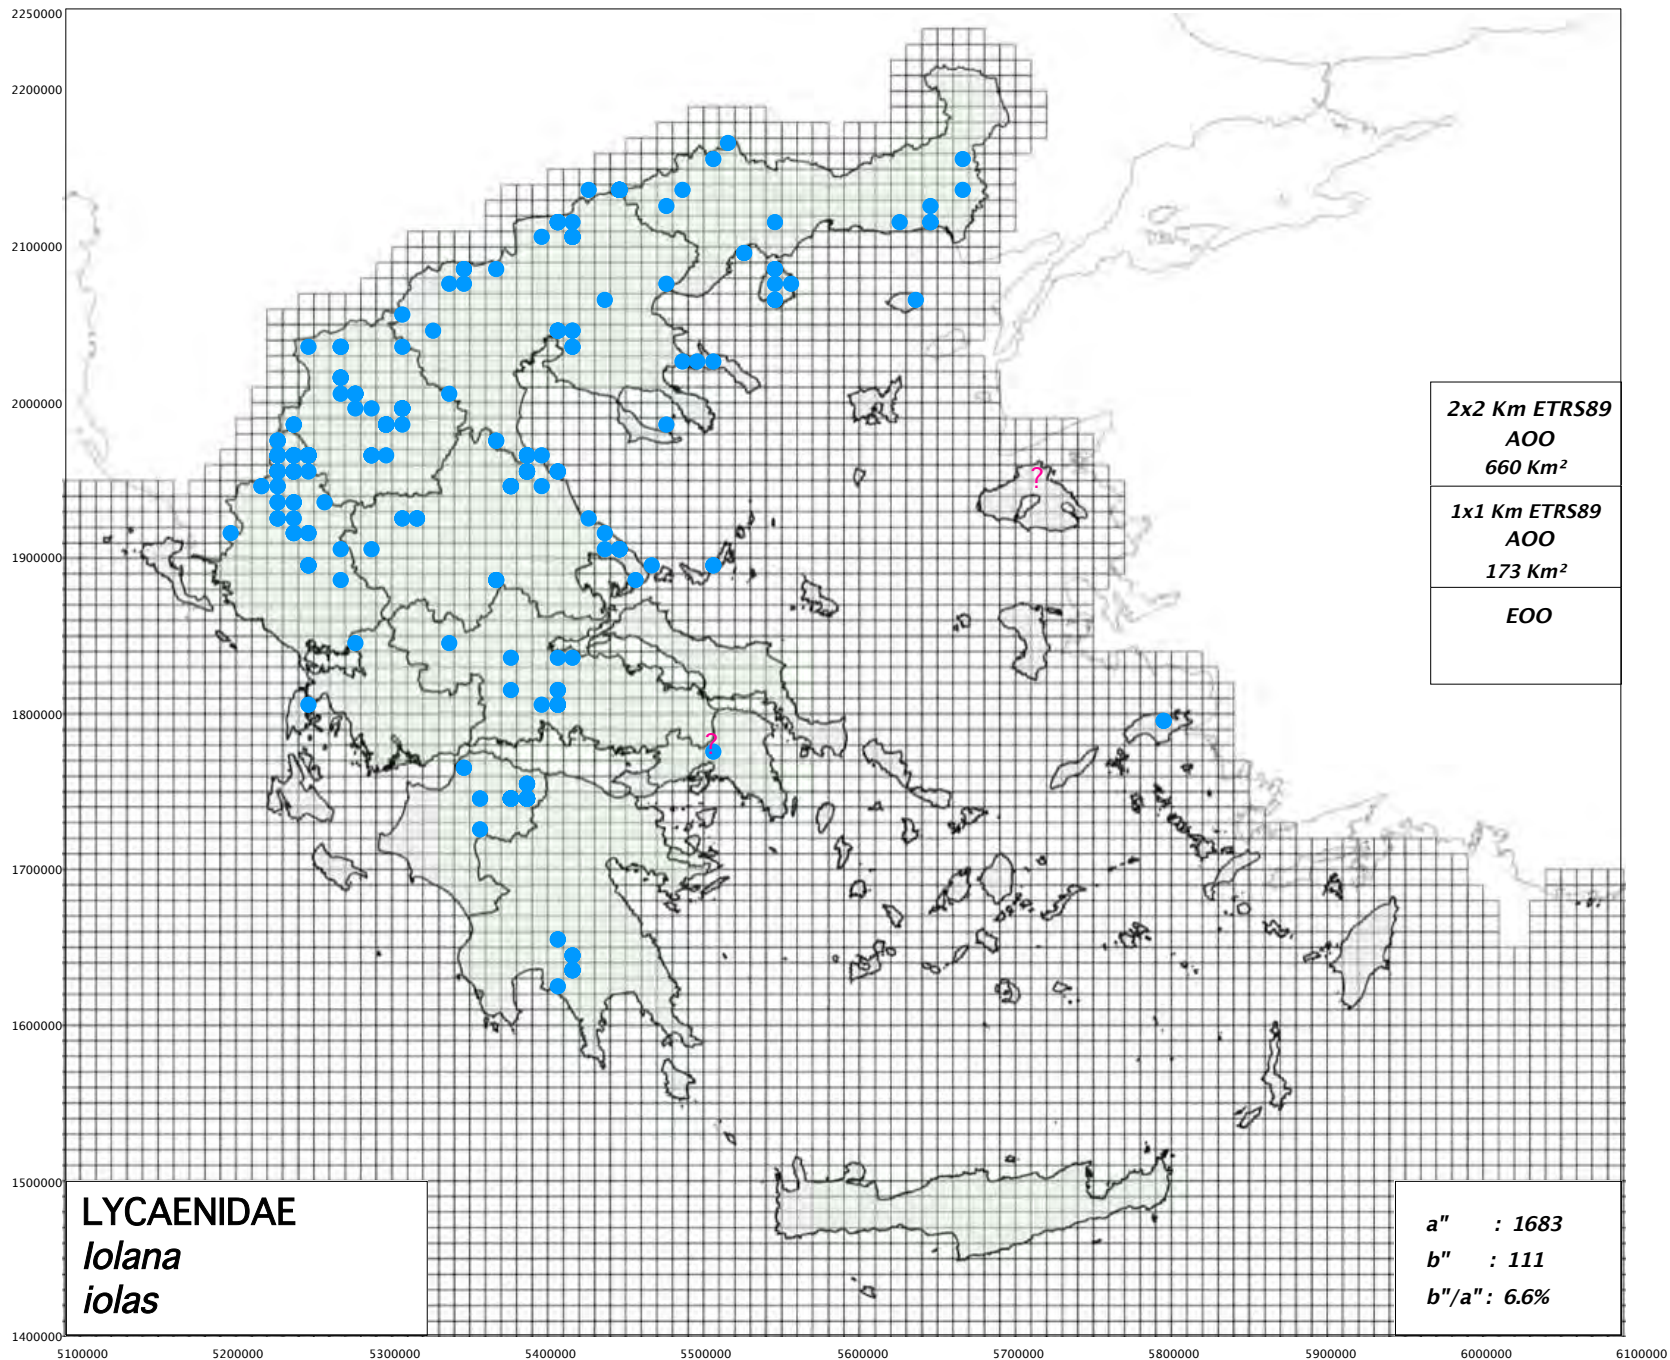 2250000
2200000
2100000
2000000
1900000
1800000
1700000
1600000
1500000
1400000
5100000 5200000 5300000 5400000 5500000 5600000 5700000 5800000 5900000 6000000 6100000
?
?
2x2 Km ETRS89
AOO
660 Km²
1x1 Km ETRS89
AOO
173 Km²
EOO
LYCAENIDAE
Iolana
iolas
a" : 1683
b" : 111
b"/a" : 6.6%